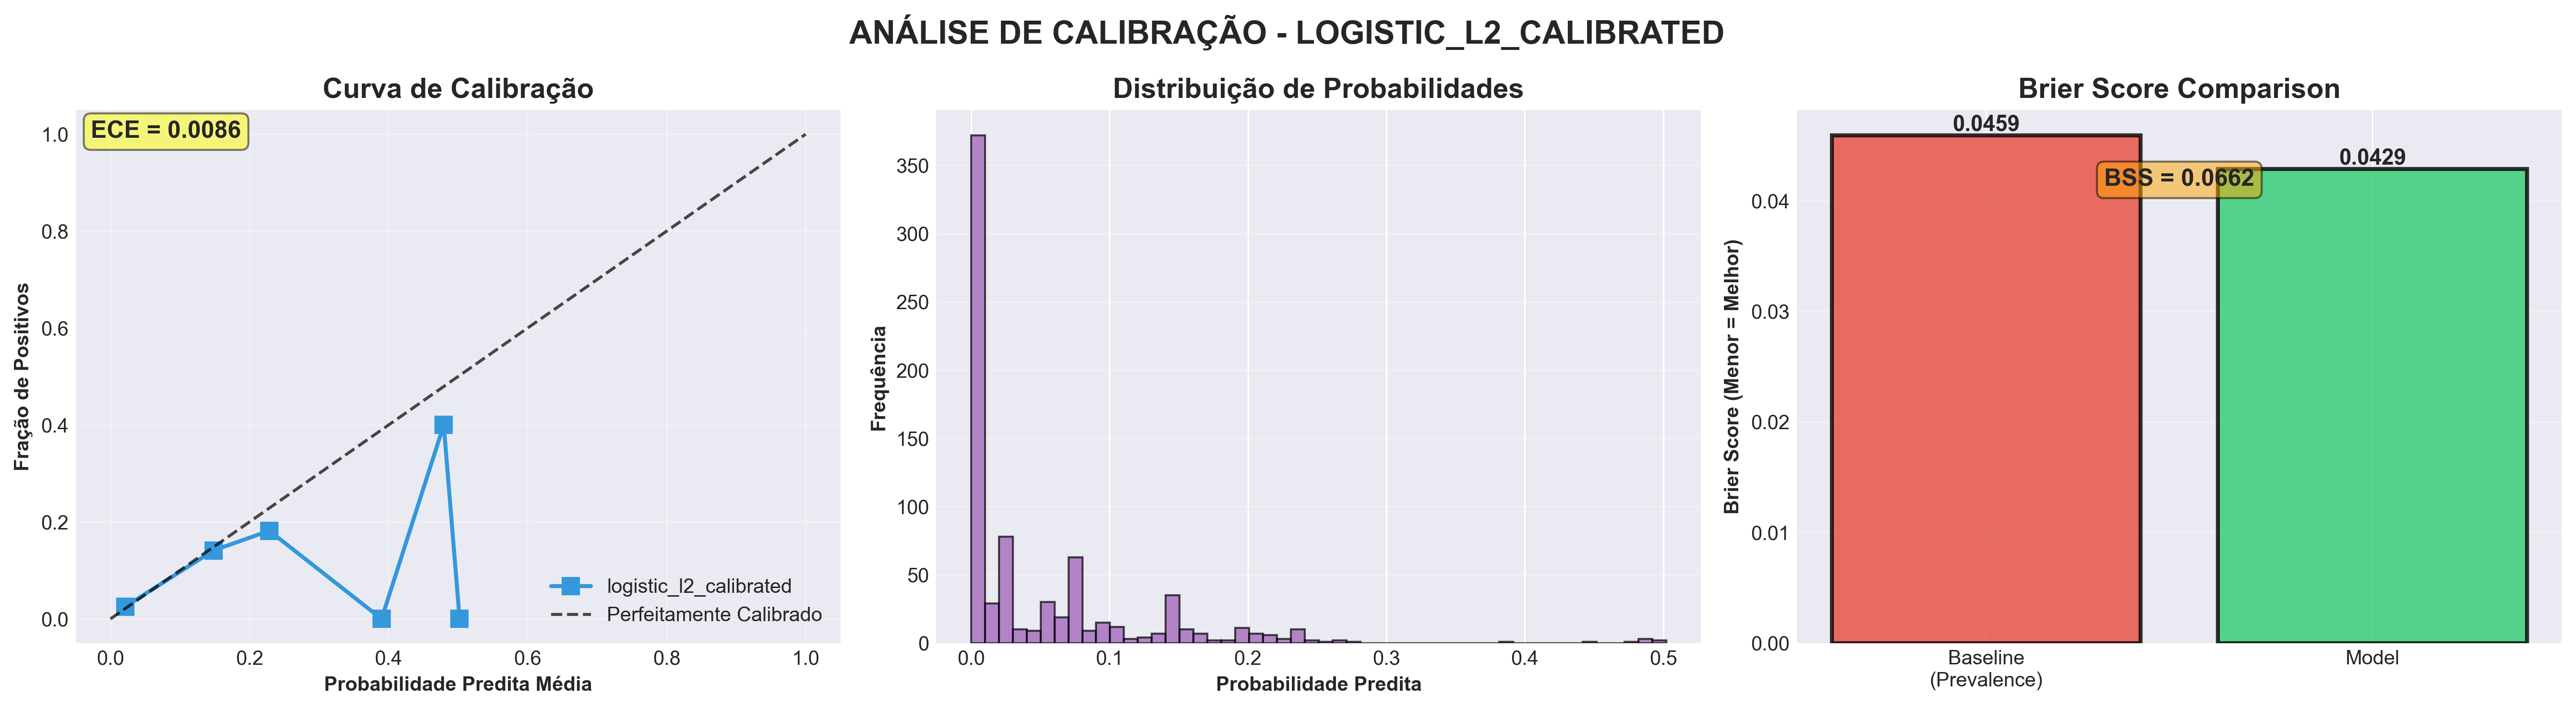 ANÁLISE DE CALIBRAÇÃO - LOGISTIC_L2_CALIBRATED
Curva de Calibração
ECE = 0.0086
1.0
0.8
0.6
0.4
0.2
0.0
Fração de Positivos
logistic_l2_calibrated
Perfeitamente Calibrado
0.0 0.2 0.4 0.6 0.8 1.0
Probabilidade Predita Média
Distribuição de Probabilidades
350
300
250
200
150
100
50
0
Frequência
0.0 0.1 0.2 0.3 0.4 0.5
Probabilidade Predita
Brier Score Comparison
0.0459
0.0429
BSS = 0.0662
0.04
0.03
0.02
0.01
0.00
Brier Score (Menor = Melhor)
Baseline
(Prevalence)
Model